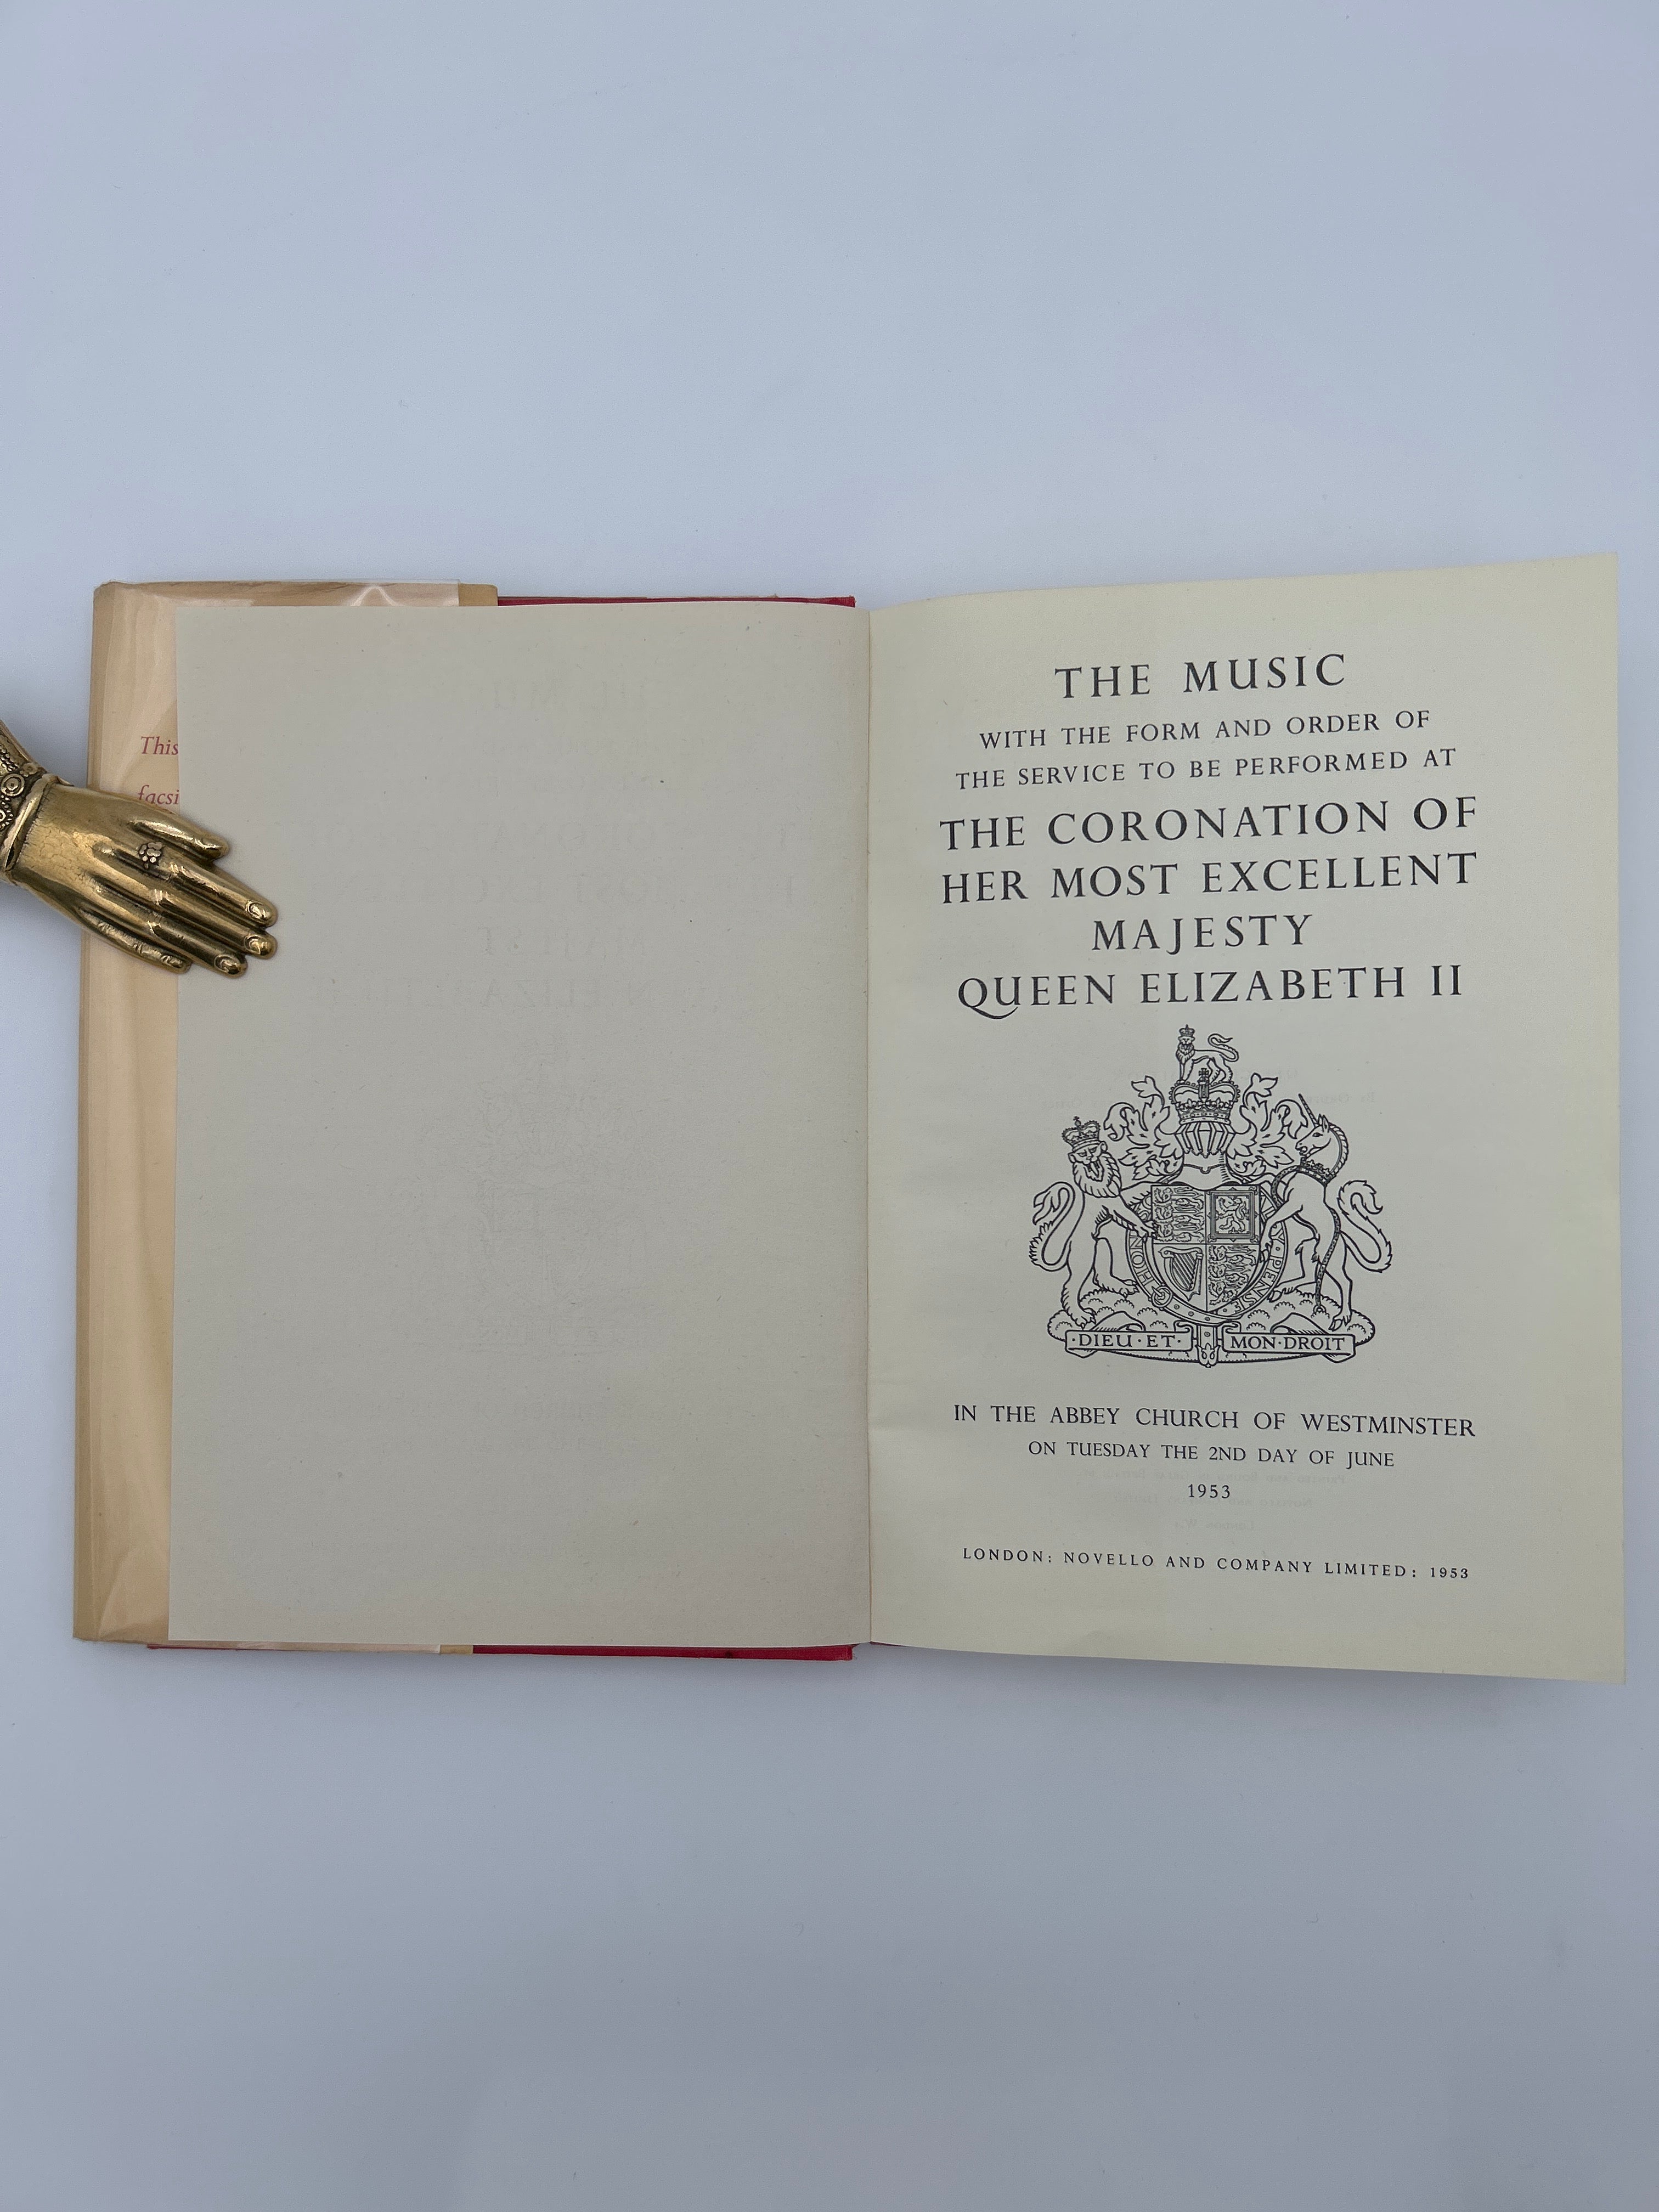 This
facsi
THE MUSIC
WITH THE FORM AND ORDER OF
THE SERVICE TO BE PERFORMED AT
THE CORONATION OF
HER MOST EXCELLENT
MAJESTY
QUEEN ELIZABETH II
HONI
PENSE
·DIEU·ET· MON·DROIT
IN THE ABBEY CHURCH OF WESTMINSTER
ON TUESDAY THE 2ND DAY OF JUNE
1953
LONDON: NOVELLO AND COMPANY LIMITED: 1953